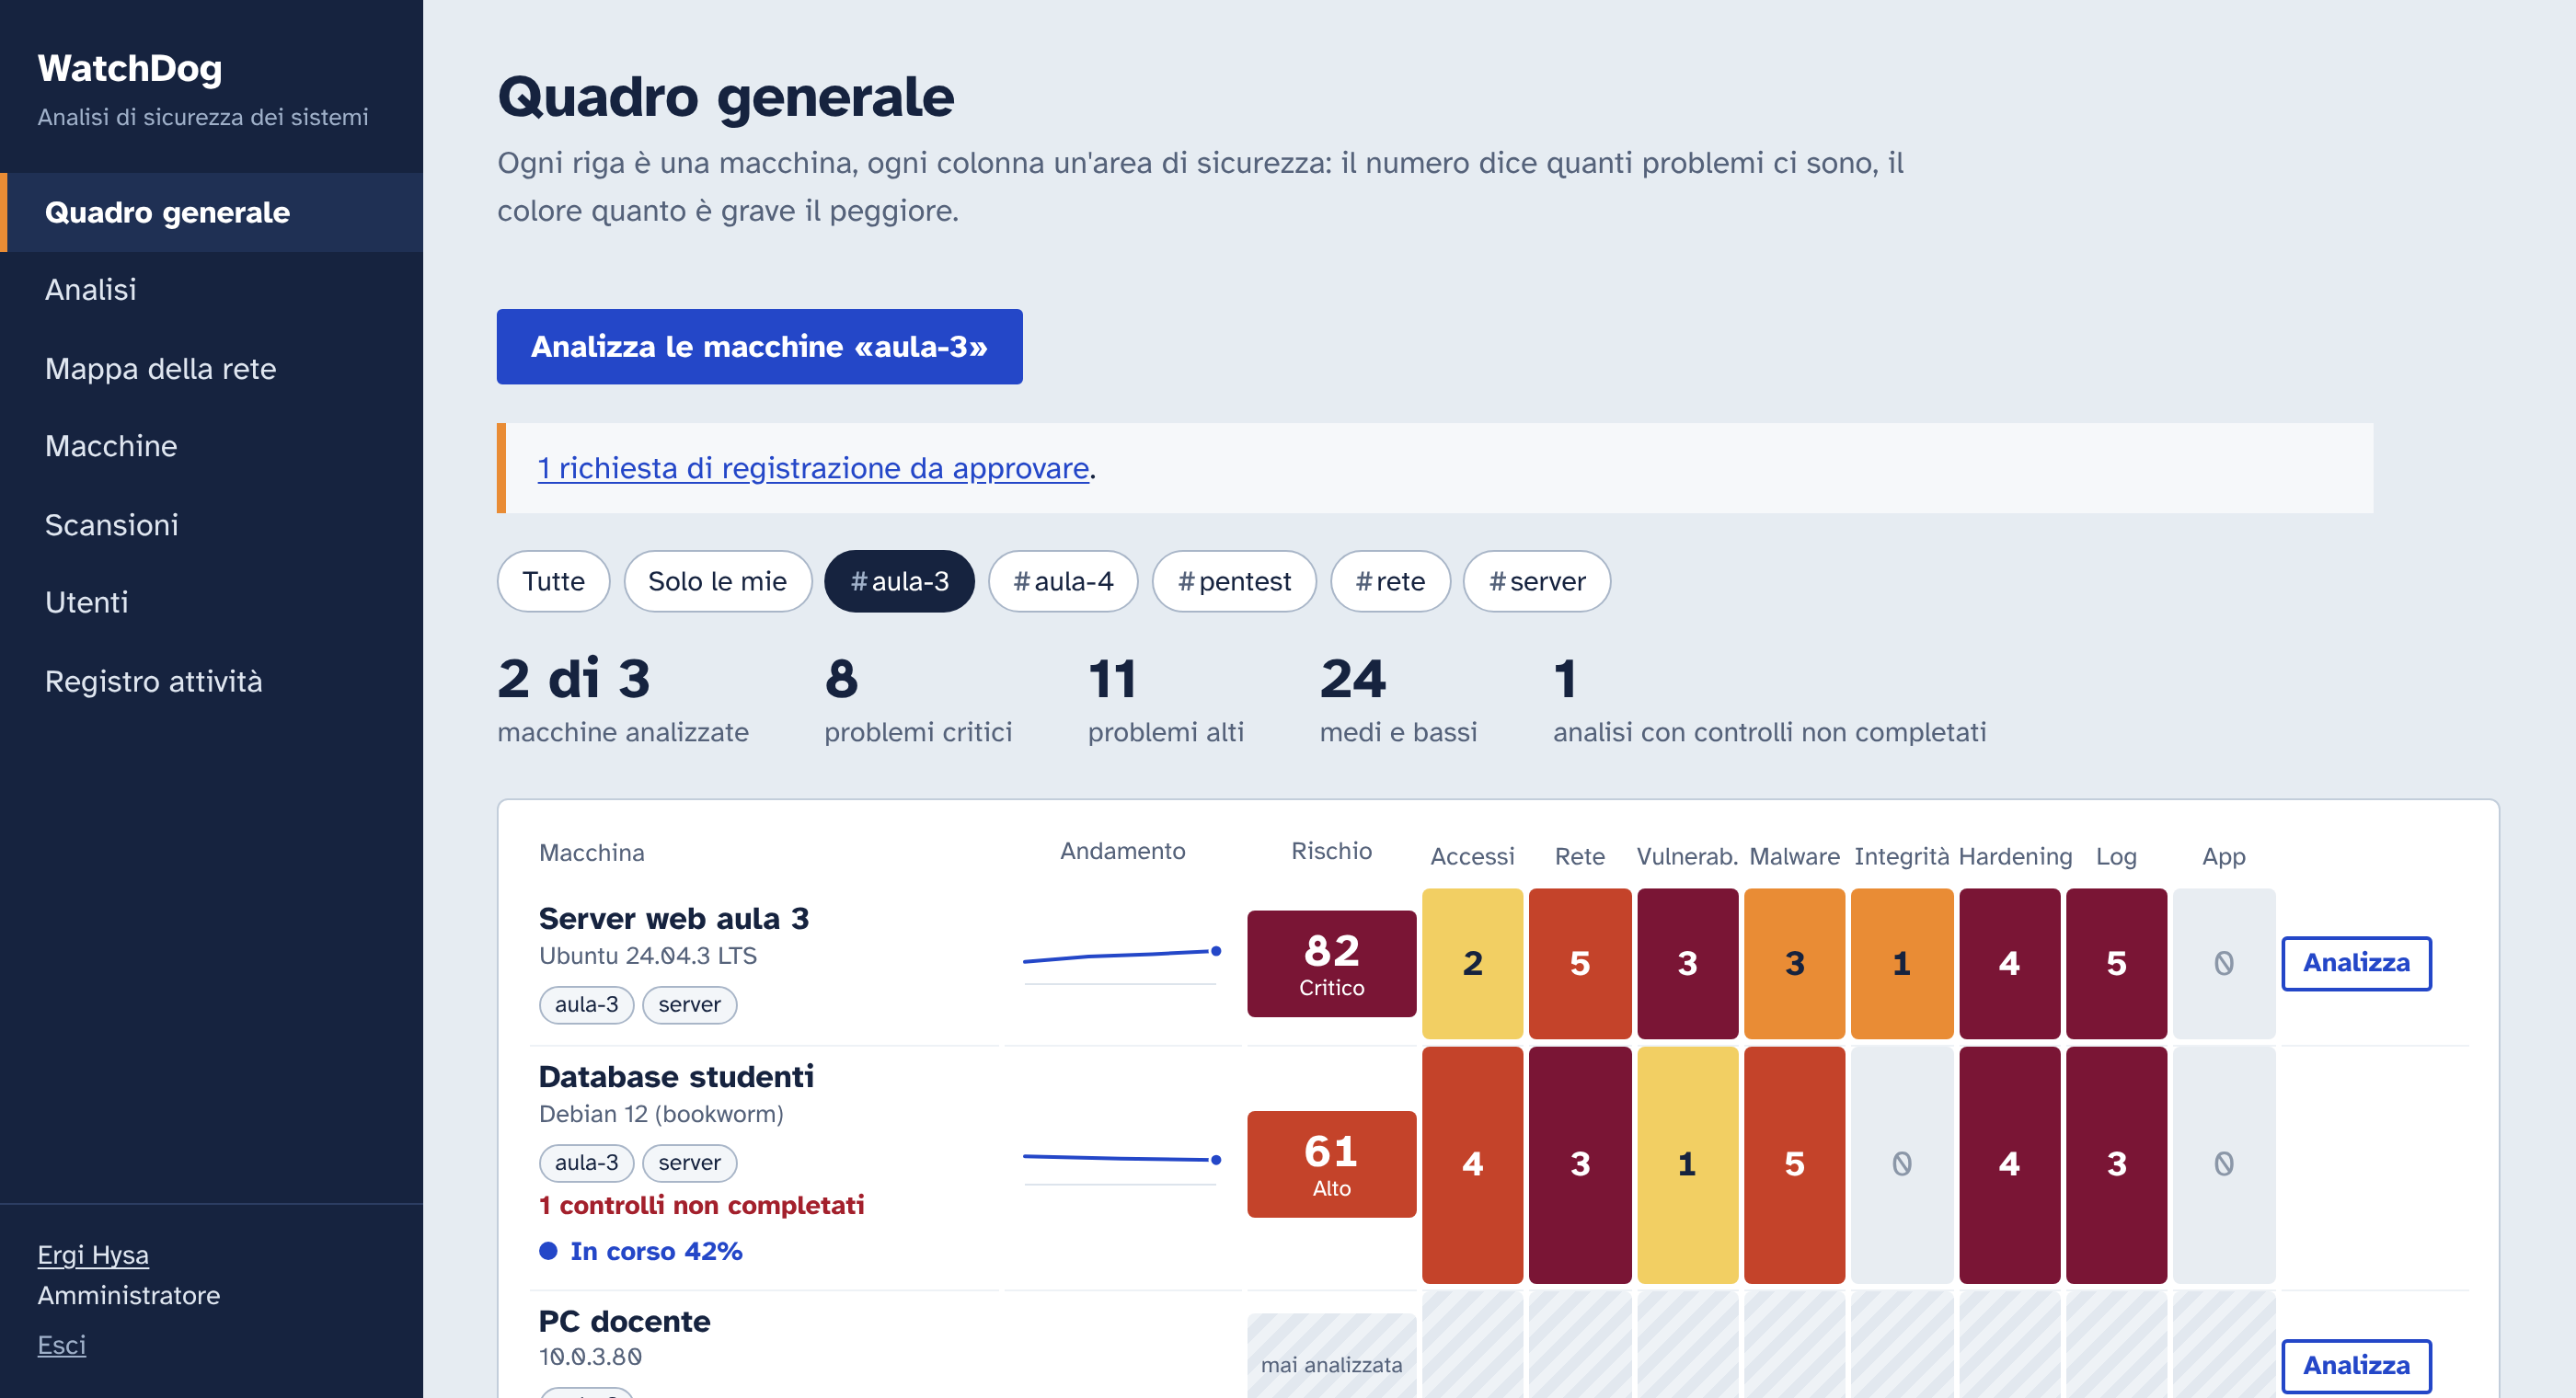 WatchDog
Analisi di sicurezza dei sistemi
Quadro generale
Analisi
Mappa della rete
Macchine
Scansioni
Utenti
Registro attività
Ergi Hysa
Amministratore
Esci
Quadro generale
Ogni riga è una macchina, ogni colonna un'area di sicurezza: il numero dice quanti problemi ci sono, il
colore quanto è grave il peggiore.
Analizza le macchine «aula-3»
1 richiesta di registrazione da approvare.
Tutte Solo le mie #aula-3 #aula-4 #pentest #rete #server
2 di 3 8 11 24 1
macchine analizzate problemi critici problemi alti medi e bassi analisi con controlli non completati
Macchina Andamento Rischio Accessi Rete Vulnerab. Malware Integrità Hardening Log App
Server web aula 3
Ubuntu 24.04.3 LTS
aula-3 server
82
Critico
2 5 3 3 1 4 5 0
Analizza
Database studenti
Debian 12 (bookworm)
aula-3 server
1 controlli non completati
In corso 42%
61
Alto
4 3 1 5 0 4 3 0
PC docente
10.0.3.80
mai analizzata
Analizza